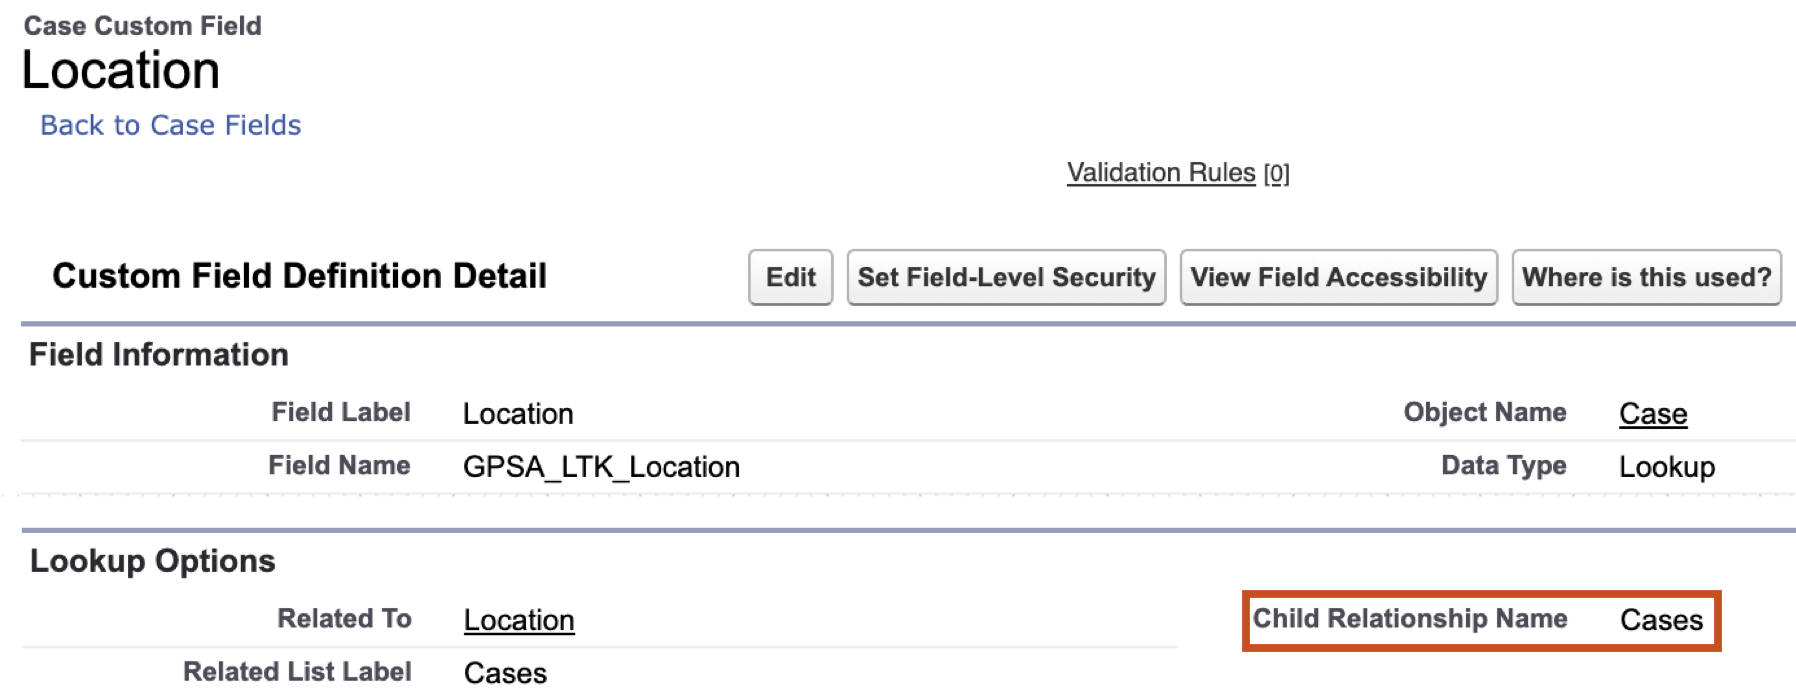 Case Custom Field
Location
Back to Case Fields
Validation Rules [0]
Custom Field Definition Detail Edit Set Field-Level Security View Field Accessibility Where is this used?
Field Information
Field Label Location Object Name Case
Field Name GPSA_LTK_Location Data Type Lookup
Lookup Options
Related To Location Child Relationship Name Cases
Related List Label Cases